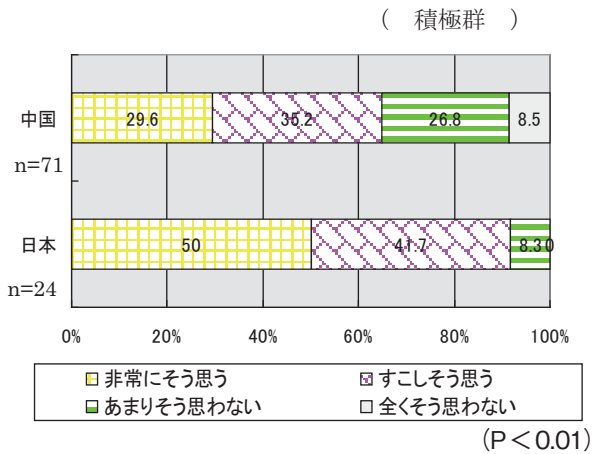 ( 積極群 )
中国
29.6 35.2 26.8 8.5
n=71
日本
50 41.7 8.3 0
n=24
0% 20% 40% 60% 80% 100%
非常にそう思う すこしそう思う
あまりそう思わない 全くそう思わない
(P<0.01)